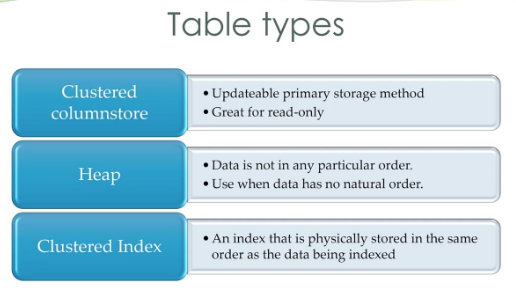 Table types
Clustered
columnstore
• Updateable primary storage method
• Great for read-only
Heap
• Data is not in any particular order.
• Use when data has no natural order.
Clustered Index
• An index that is physically stored in the same
order as the data being indexed